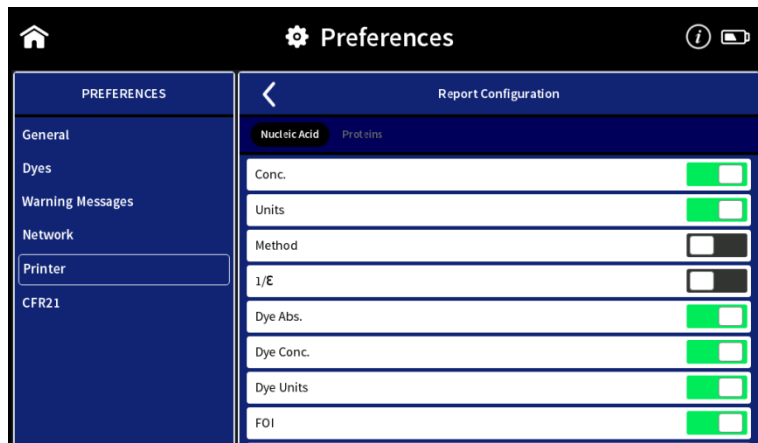 Preferences
i
PREFERENCES
Report Configuration
General
Nucleic Acid Proteins
Dyes
Conc.
Warning Messages
Units
Network
Method
Printer
1/ε
CFR21
Dye Abs.
Dye Conc.
Dye Units
FOI